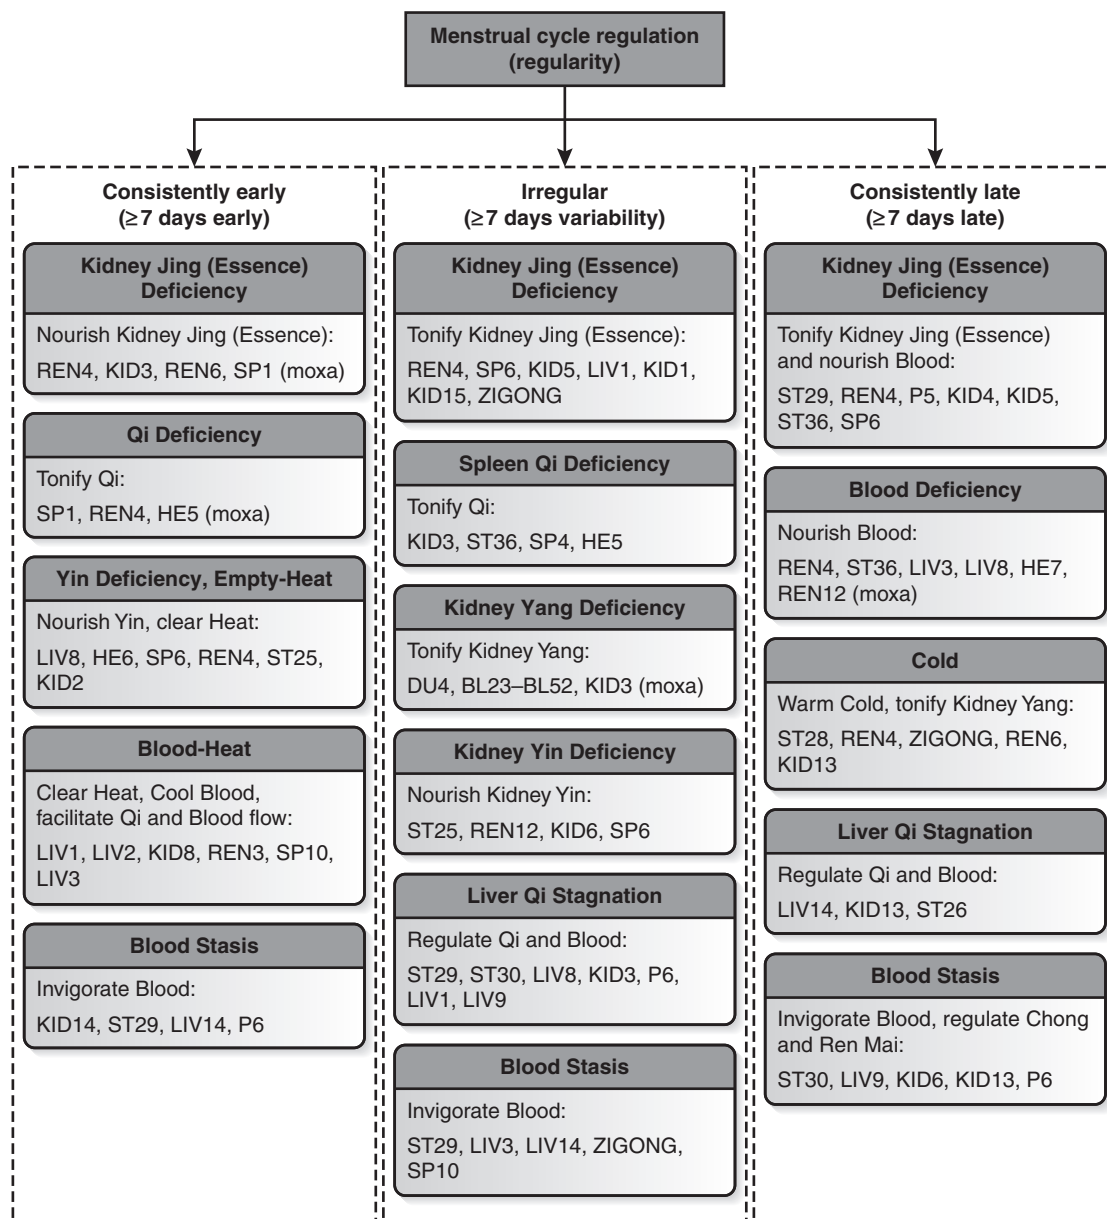 Menstrual cycle regulation
(regularity)
Consistently early
(≥7 days early)
Kidney Jing (Essence)
Deficiency
Nourish Kidney Jing (Essence):
REN4, KID3, REN6, SP1 (moxa)
Qi Deficiency
Tonify Qi:
SP1, REN4, HE5 (moxa)
Yin Deficiency, Empty-Heat
Nourish Yin, clear Heat:
LIV8, HE6, SP6, REN4, ST25,
KID2
Blood-Heat
Clear Heat, Cool Blood,
facilitate Qi and Blood flow:
LIV1, LIV2, KID8, REN3, SP10,
LIV3
Blood Stasis
Invigorate Blood:
KID14, ST29, LIV14, P6
Irregular
(≥7 days variability)
Kidney Jing (Essence)
Deficiency
Tonify Kidney Jing (Essence):
REN4, SP6, KID5, LIV1, KID1,
KID15, ZIGONG
Spleen Qi Deficiency
Tonify Qi:
KID3, ST36, SP4, HE5
Kidney Yang Deficiency
Tonify Kidney Yang:
DU4, BL23–BL52, KID3 (moxa)
Kidney Yin Deficiency
Nourish Kidney Yin:
ST25, REN12, KID6, SP6
Liver Qi Stagnation
Regulate Qi and Blood:
ST29, ST30, LIV8, KID3, P6,
LIV1, LIV9
Blood Stasis
Invigorate Blood:
ST29, LIV3, LIV14, ZIGONG,
SP10
Consistently late
(≥7 days late)
Kidney Jing (Essence)
Deficiency
Tonify Kidney Jing (Essence)
and nourish Blood:
ST29, REN4, P5, KID4, KID5,
ST36, SP6
Blood Deficiency
Nourish Blood:
REN4, ST36, LIV3, LIV8, HE7,
REN12 (moxa)
Cold
Warm Cold, tonify Kidney Yang:
ST28, REN4, ZIGONG, REN6,
KID13
Liver Qi Stagnation
Regulate Qi and Blood:
LIV14, KID13, ST26
Blood Stasis
Invigorate Blood, regulate Chong
and Ren Mai:
ST30, LIV9, KID6, KID13, P6